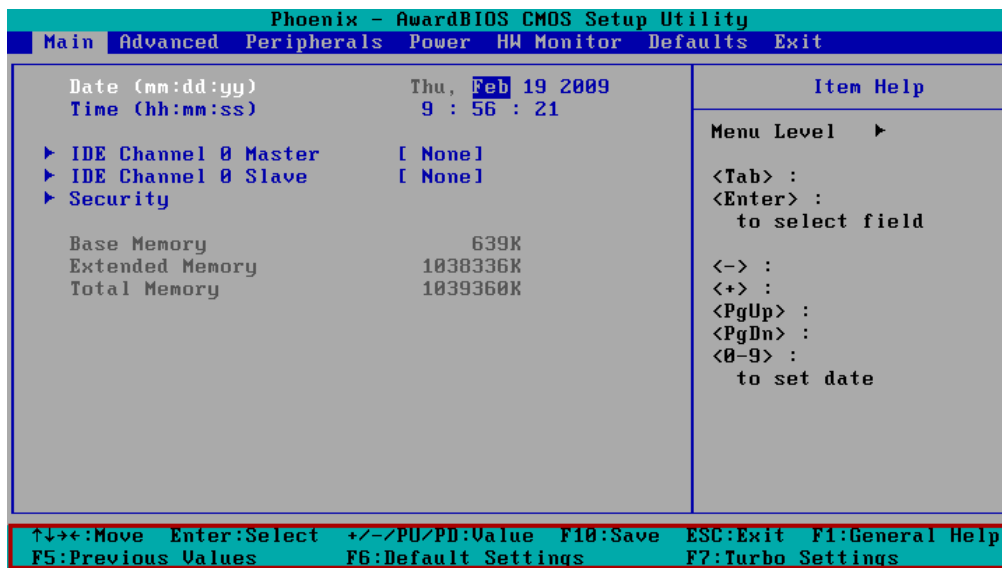 Phoenix - AwardBIOS CMOS Setup Utility
Main Advanced Peripherals Power HW Monitor Defaults Exit
Date (mm:dd:yy) Thu, Feb 19 2009
Time (hh:mm:ss) 9 : 56 : 21
▶ IDE Channel 0 Master [ None]
▶ IDE Channel 0 Slave [ None]
▶ Security
Base Memory 639K
Extended Memory 1038336K
Total Memory 1039360K
Item Help
Menu Level ▶
<Tab> :
<Enter> :
to select field
<-> :
<+> :
<PgUp> :
<PgDn> :
<0-9> :
to set date
↑↓→←:Move Enter:Select +/-/PU/PD:Value F10:Save ESC:Exit F1:General Help
F5:Previous Values F6:Default Settings F7:Turbo Settings